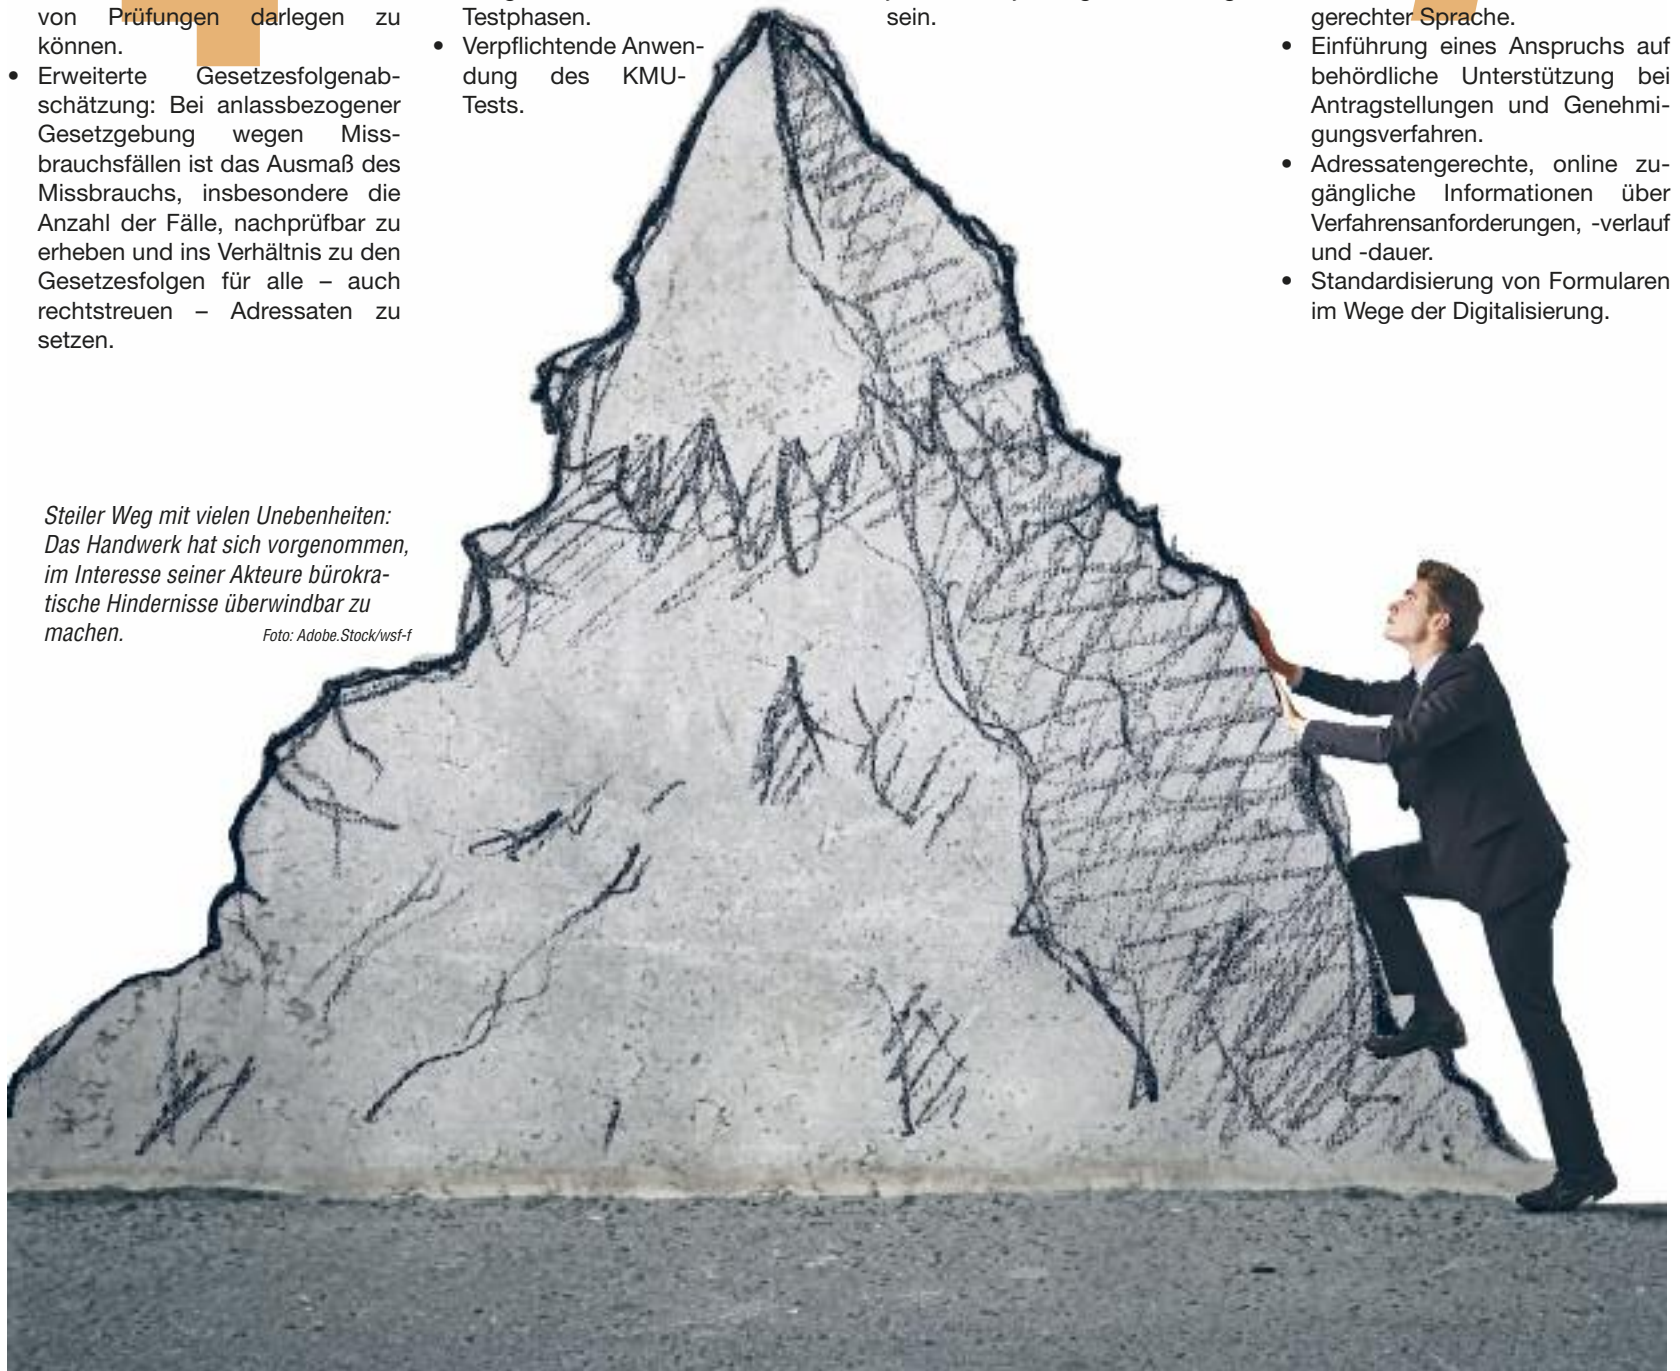 von Prüfungen darlegen zu
können.
• Erweiterte Gesetzesfolgenab-
schätzung: Bei anlassbezogener
Gesetzgebung wegen Miss-
brauchsfällen ist das Ausmaß des
Missbrauchs, insbesondere die
Anzahl der Fälle, nachprüfbar zu
erheben und ins Verhältnis zu den
Gesetzesfolgen für alle – auch
rechtstreuen – Adressaten zu
setzen.
Testphasen.
• Verpflichtende Anwen-
dung des KMU-
Tests.
sein.
gerechter Sprache.
• Einführung eines Anspruchs auf
behördliche Unterstützung bei
Antragstellungen und Genehmi-
gungsverfahren.
• Adressatengerechte, online zu-
gängliche Informationen über
Verfahrensanforderungen, -verlauf
und -dauer.
• Standardisierung von Formularen
im Wege der Digitalisierung.
Steiler Weg mit vielen Unebenheiten:
Das Handwerk hat sich vorgenommen,
im Interesse seiner Akteure bürokra-
tische Hindernisse überwindbar zu
machen. Foto: Adobe.Stock/wsf-f